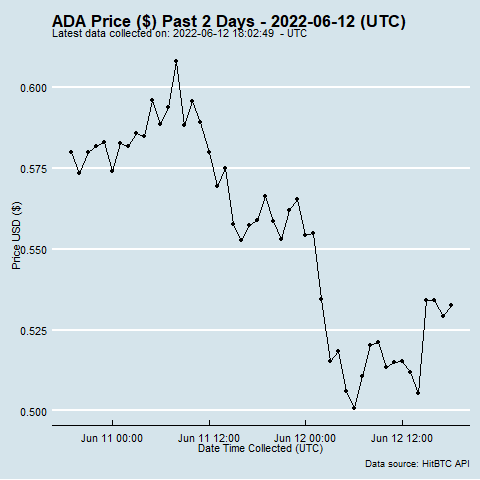 ADA Price ($) Past 2 Days - 2022-06-12 (UTC)
Latest data collected on: 2022-06-12 18:02:49  - UTC
Price USD ($)
0.600
0.575
0.550
0.525
0.500
Jun 11 00:00
Jun 11 12:00
Jun 12 00:00
Jun 12 12:00
Date Time Collected (UTC)
Data source: HitBTC API